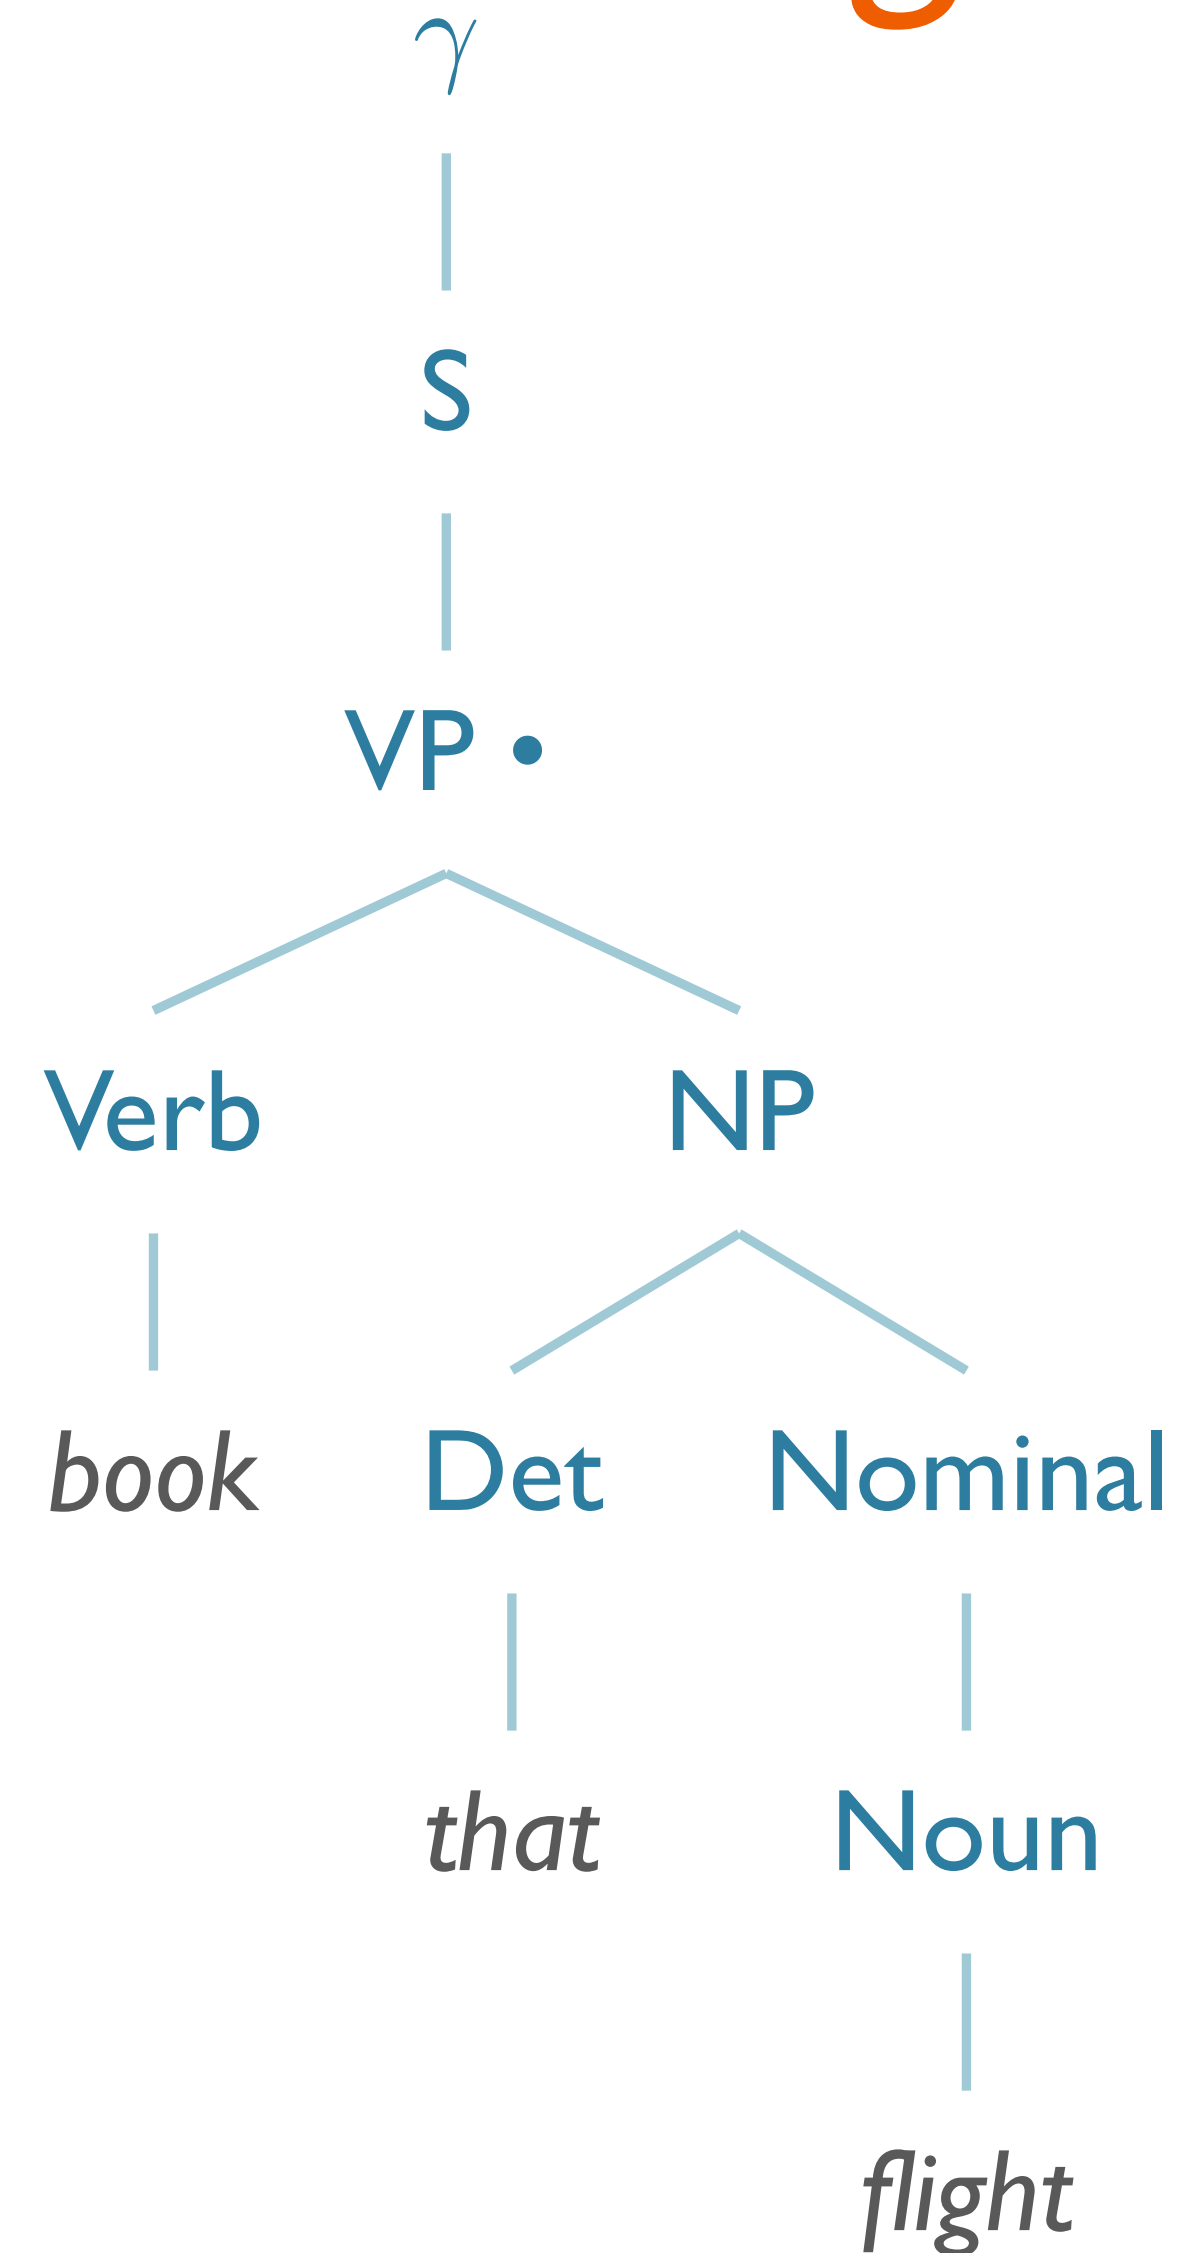 γ
S
VP •
Verb NP
book Det Nominal
that Noun
flight